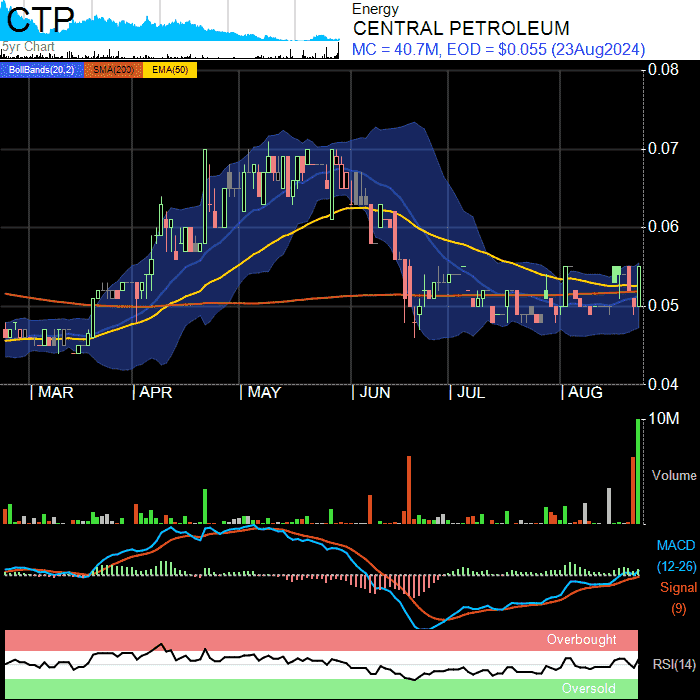 CTP
5yr Chart
Energy
CENTRAL PETROLEUM
MC = 40.7M, EOD = $0.055 (23Aug2024)
BollBands(20,2) SMA(200) EMA(50)
0.08
0.07
0.06
0.05
0.04
| MAR | APR | MAY | JUN | JUL | AUG
10M
Volume
MACD
(12-26)
Signal
(9)
Overbought
RSI(14)
Oversold